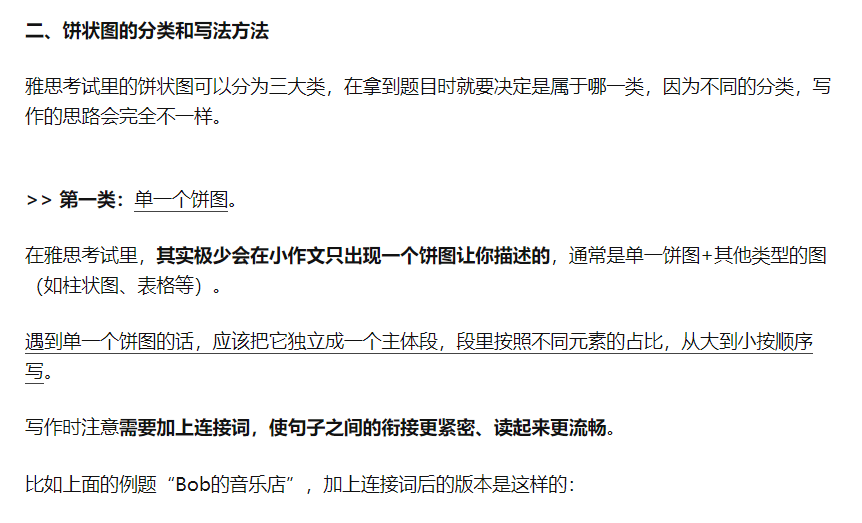 二、饼状图的分类和写法方法
雅思考试里的饼状图可以分为三大类，在拿到题目时就要决定是属于哪一类，因为不同的分类，写
作的思路会完全不一样。
>> 第一类：单一个饼图。
在雅思考试里，其实极少会在小作文只出现一个饼图让你描述的，通常是单一饼图+其他类型的图
（如柱状图、表格等）。
遇到单一个饼图的话，应该把它独立成一个主体段，段里按照不同元素的占比，从大到小按顺序
写。
写作时注意需要加上连接词，使句子之间的衔接更紧密、读起来更流畅。
比如上面的例题“Bob的音乐店”，加上连接词后的版本是这样的：